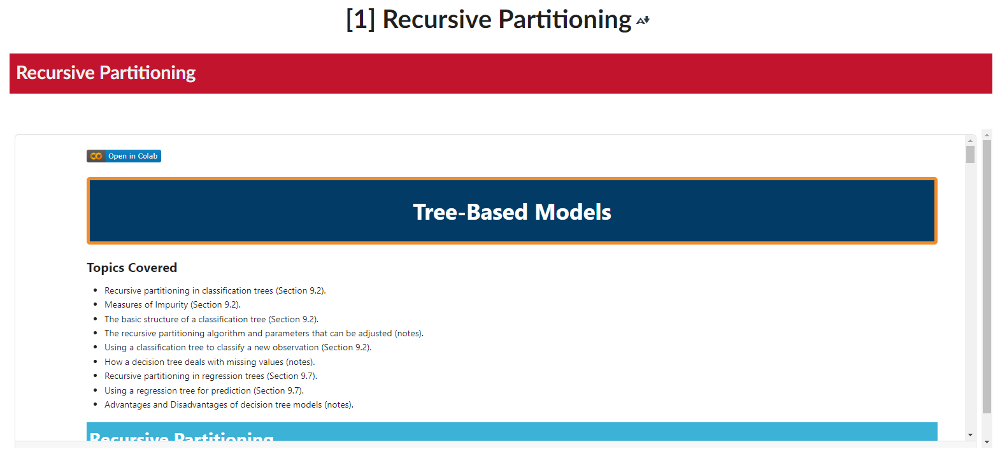 [1] Recursive Partitioning
Recursive Partitioning
Open in Colab
Tree-Based Models
Topics Covered
Recursive partitioning in classification trees (Section 9.2).
Measures of Impurity (Section 9.2).
The basic structure of a classification tree (Section 9.2).
The recursive partitioning algorithm and parameters that can be adjusted (notes).
Using a classification tree to classify a new observation (Section 9.2).
How a decision tree deals with missing values (notes).
Recursive partitioning in regression trees (Section 9.7).
Using a regression tree for prediction (Section 9.7).
Advantages and Disadvantages of decision tree models (notes).
Recursive Partitioning